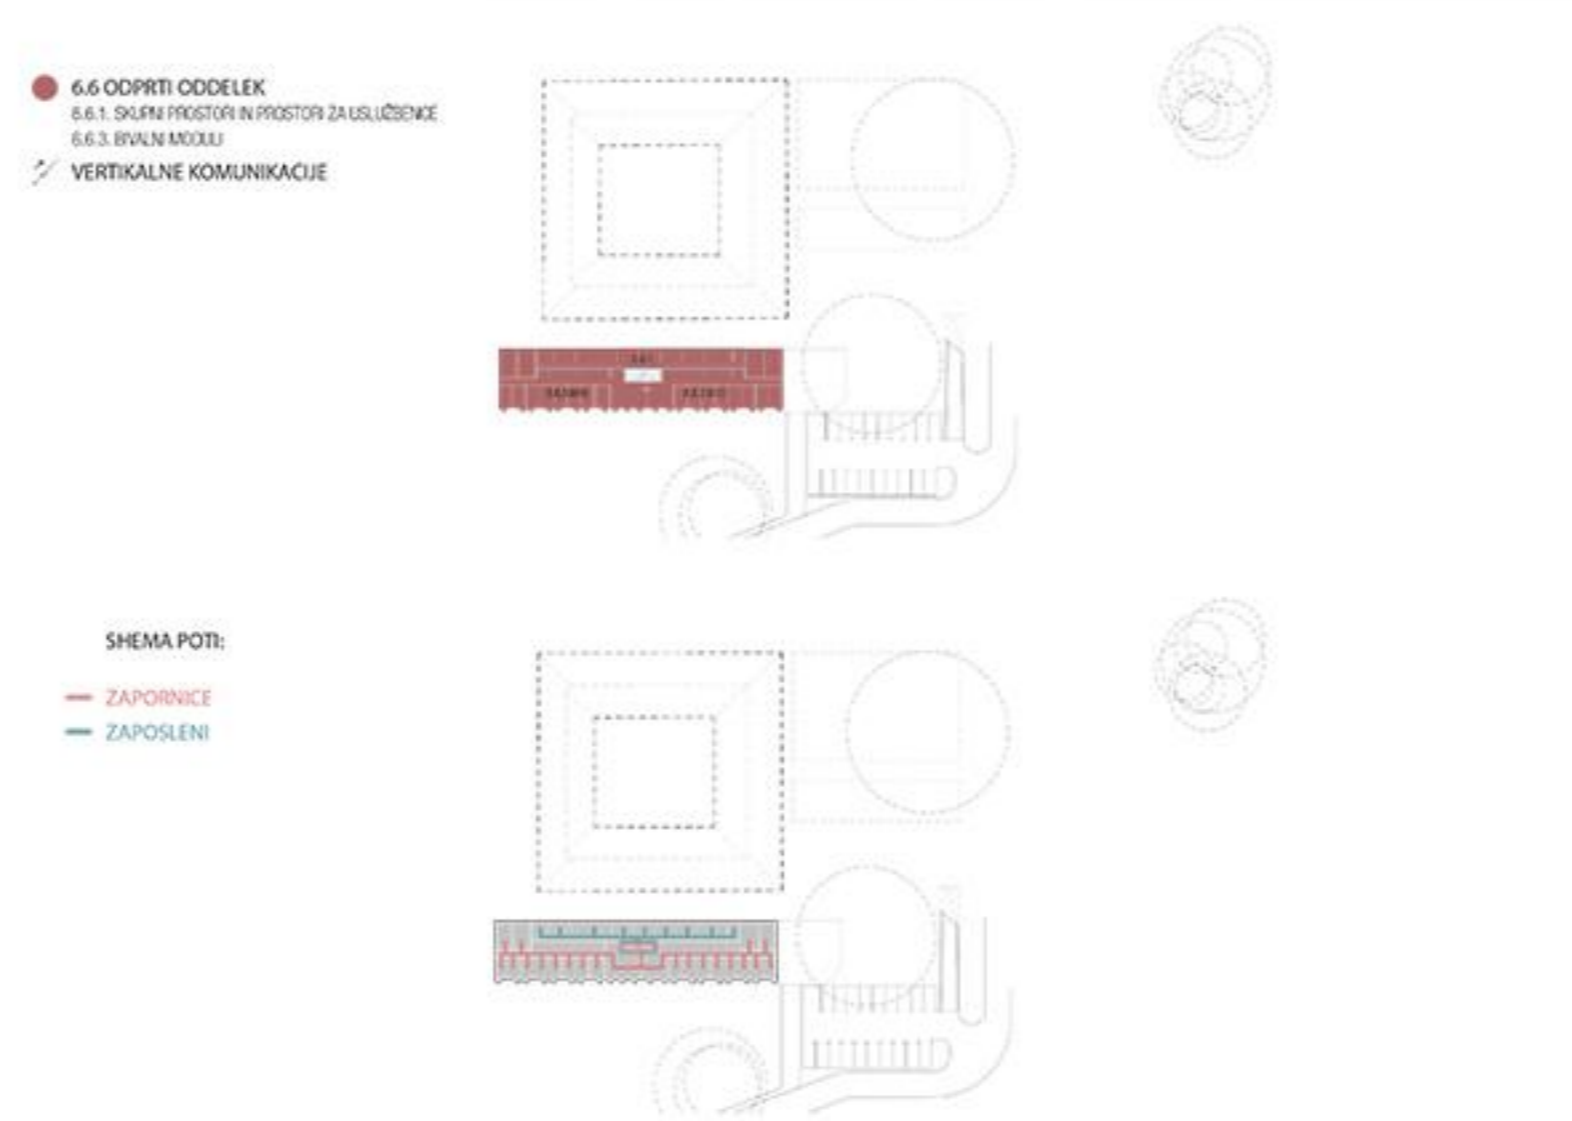 6.6 ODPRTI ODDELEK
6.6.1. SKUPNI PROSTORI IN PROSTORI ZA USLUŽBENCE
6.6.3. BIVALNI MODULI
VERTIKALNE KOMUNIKACIJE
SHEMA POTI:
ZAPORNICE
ZAPOSLENI